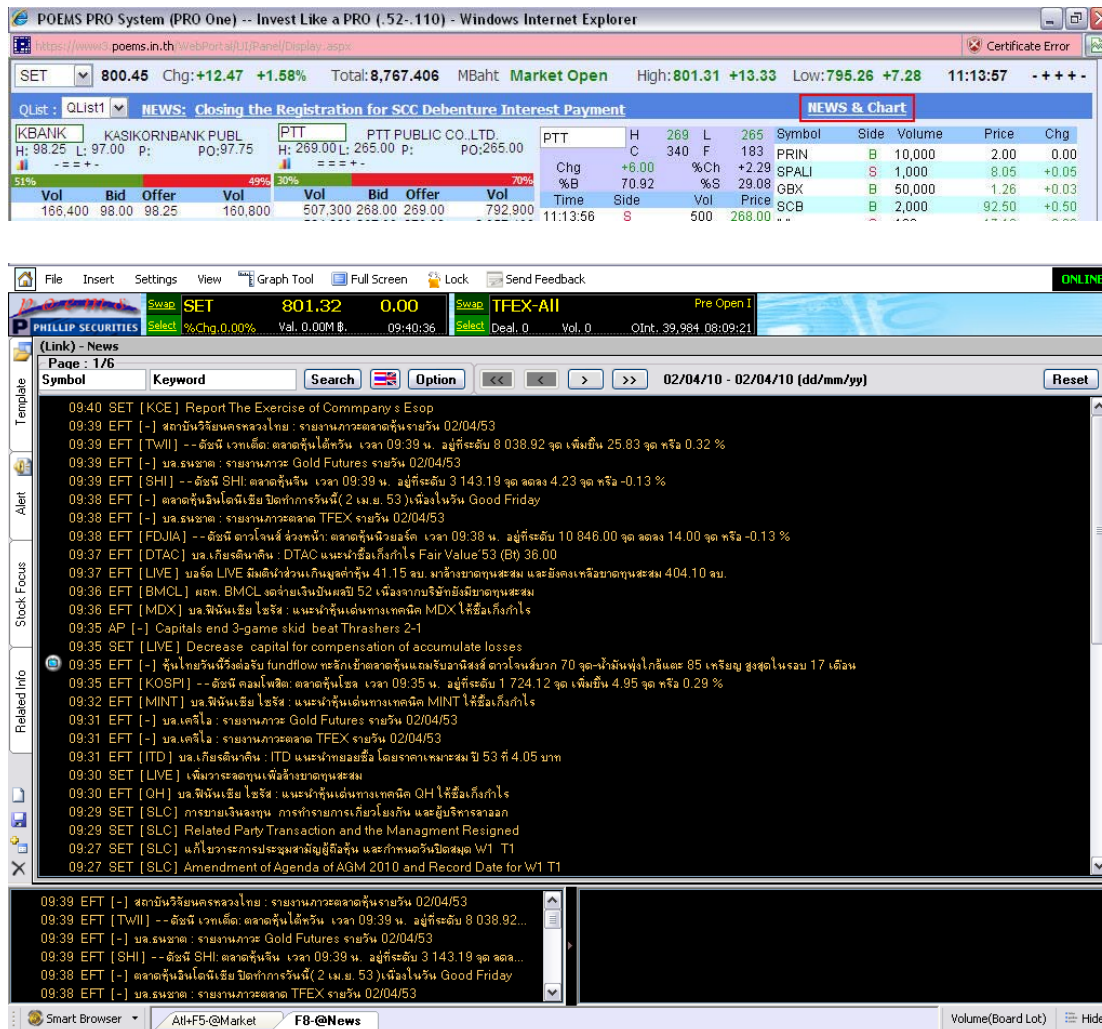 POEMS PRO System (PRO One) -- Invest Like a PRO (.52-.110) - Windows Internet Explorer
https://www3.poems.in.th/WebPortal/UI/Panel/Display.aspx Certificate Error
SET 800.45 Chg:+12.47 +1.58% Total:8,767.406 MBaht Market Open High:801.31 +13.33 Low:795.26 +7.28 11:13:57 -+++-
QList : QList1 NEWS: Closing the Registration for SCC Debenture Interest Payment NEWS & Chart
KBANK KASIKORNBANK PUBL PTT PTT PUBLIC CO.,LTD. PTT H 269 L 265 Symbol Side Volume Price Chg
H: 98.25 L: 97.00 P: PO:97.75 H: 269.00 L: 265.00 P: PO:265.00 C 340 F 183 PRIN B 10,000 2.00 0.00
-==+- ===+- Chg +6.00 %Ch +2.29 SPALI S 1,000 8.05 +0.05
51% 49% 30% 70% %B 70.92 %S 29.08 GBX B 50,000 1.26 +0.03
Vol Bid Offer Vol Vol Bid Offer Vol Time Side Vol Price SCB B 2,000 92.50 +0.50
166,400 98.00 98.25 160,800 507,300 268.00 269.00 792,900 11:13:56 S 500 268.00
File Insert Settings View Graph Tool Full Screen Lock Send Feedback ONLINE
Poems Swap SET 801.32 0.00 Swap TFEX-All Pre Open I
PHILLIP SECURITIES Select %Chg.0.00% Val. 0.00M ฿. 09:40:36 Select Deal. 0 Vol. 0 OInt. 39,984 08:09:21
(Link) - News
Page : 1/6
Symbol Keyword Search Option << < > >> 02/04/10 - 02/04/10 (dd/mm/yy) Reset
Template
Alert
Stock Focus
Related Info
09:40 SET [KCE] Report The Exercise of Commpany s Esop
09:39 EFT [-] สถาบันวิจัยนครหลวงไทย : รายงานภาวะตลาดหุ้นรายวัน 02/04/53
09:39 EFT [TWII] --ดัชนี เวทเต็ด: ตลาดหุ้นไต้หวัน เวลา 09:39 น. อยู่ที่ระดับ 8 038.92 จุด เพิ่มขึ้น 25.83 จุด หรือ 0.32 %
09:39 EFT [-] บล.ธนชาต : รายงานภาวะ Gold Futures รายวัน 02/04/53
09:39 EFT [SHI] --ดัชนี SHI: ตลาดหุ้นจีน เวลา 09:39 น. อยู่ที่ระดับ 3 143.19 จุด ลดลง 4.23 จุด หรือ -0.13 %
09:38 EFT [-] ตลาดหุ้นอินโดนีเซีย ปิดทำการวันนี้( 2 เม.ย. 53 )เนื่องในวัน Good Friday
09:38 EFT [-] บล.ธนชาต : รายงานภาวะตลาด TFEX รายวัน 02/04/53
09:38 EFT [FDJIA] --ดัชนี ดาวโจนส์ ล่วงหน้า: ตลาดหุ้นนิวยอร์ค เวลา 09:38 น. อยู่ที่ระดับ 10 846.00 จุด ลดลง 14.00 จุด หรือ -0.13 %
09:37 EFT [DTAC] บล.เกียรตินาคิน : DTAC แนะนำซื้อเก็งกำไร Fair Value'53 (Bt) 36.00
09:37 EFT [LIVE] บอร์ด LIVE มีมตินำส่วนเกินมูลค่าหุ้น 41.15 ลบ. มาล้างขาดทุนสะสม และยังคงเหลือขาดทุนสะสม 404.10 ลบ.
09:36 EFT [BMCL] ผถห. BMCL งดจ่ายเงินปันผลปี 52 เนื่องจากบริษัทยังมีขาดทุนสะสม
09:36 EFT [MDX] บล.ฟินันเซีย ไซรัส : แนะนำหุ้นเด่นทางเทคนิค MDX ให้ซื้อเก็งกำไร
09:35 AP [-] Capitals end 3-game skid beat Thrashers 2-1
09:35 SET [LIVE] Decrease capital for compensation of accumulate losses
09:35 EFT [-] หุ้นไทยวันนี้วิ่งต่อรับ fundflow ทะลักเข้าตลาดหุ้นแถมรับอานิสงส์ ดาวโจนส์บวก 70 จุด-น้ำมันพุ่งใกล้แตะ 85 เหรียญ สูงสุดในรอบ 17 เดือน
09:35 EFT [KOSPI] --ดัชนี คอมโพสิต: ตลาดหุ้นโซล เวลา 09:35 น. อยู่ที่ระดับ 1 724.12 จุด เพิ่มขึ้น 4.95 จุด หรือ 0.29 %
09:32 EFT [MINT] บล.ฟินันเซีย ไซรัส : แนะนำหุ้นเด่นทางเทคนิค MINT ให้ซื้อเก็งกำไร
09:31 EFT [-] บล.เคจีไอ : รายงานภาวะ Gold Futures รายวัน 02/04/53
09:31 EFT [-] บล.เคจีไอ : รายงานภาวะตลาด TFEX รายวัน 02/04/53
09:31 EFT [ITD] บล.เกียรตินาคิน : ITD แนะนำทยอยซื้อ โดยราคาเหมาะสม ปี 53 ที่ 4.05 บาท
09:30 SET [LIVE] เพิ่มวาระลดทุนเพื่อล้างขาดทุนสะสม
09:30 EFT [QH] บล.ฟินันเซีย ไซรัส : แนะนำหุ้นเด่นทางเทคนิค QH ให้ซื้อเก็งกำไร
09:29 SET [SLC] การขายเงินลงทุน การทำรายการเกี่ยวโยงกัน และผู้บริหารลาออก
09:29 SET [SLC] Related Party Transaction and the Managment Resigned
09:27 SET [SLC] แก้ไขวาระการประชุมสามัญผู้ถือหุ้น และกำหนดวันปิดสมุด W1 T1
09:27 SET [SLC] Amendment of Agenda of AGM 2010 and Record Date for W1 T1
09:39 EFT [-] สถาบันวิจัยนครหลวงไทย : รายงานภาวะตลาดหุ้นรายวัน 02/04/53
09:39 EFT [TWII] --ดัชนี เวทเต็ด: ตลาดหุ้นไต้หวัน เวลา 09:39 น. อยู่ที่ระดับ 8 038.92...
09:39 EFT [-] บล.ธนชาต : รายงานภาวะ Gold Futures รายวัน 02/04/53
09:39 EFT [SHI] --ดัชนี SHI: ตลาดหุ้นจีน เวลา 09:39 น. อยู่ที่ระดับ 3 143.19 จุด ลดล...
09:38 EFT [-] ตลาดหุ้นอินโดนีเซีย ปิดทำการวันนี้( 2 เม.ย. 53 )เนื่องในวัน Good Friday
09:38 EFT [-] บล.ธนชาต : รายงานภาวะตลาด TFEX รายวัน 02/04/53
Smart Browser Atl+F5-@Market F8-@News Volume(Board Lot) Hide